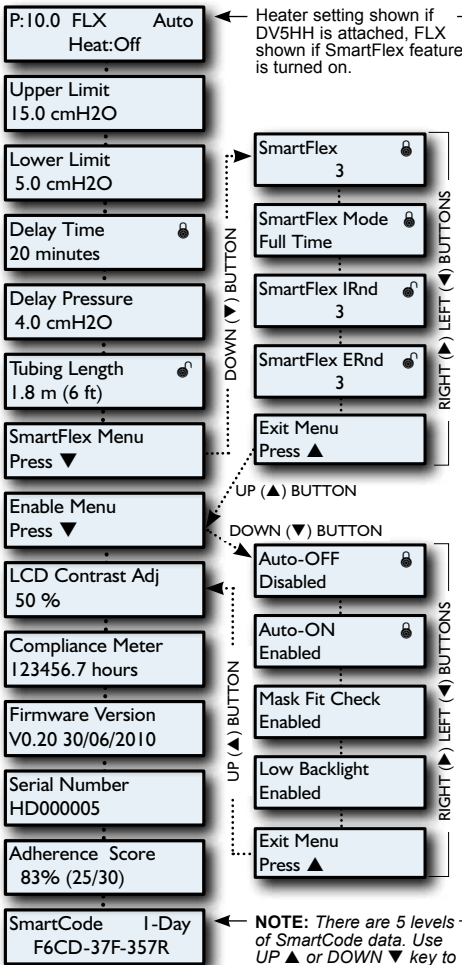 P:10.0 FLX Auto
Heat:Off
Heater setting shown if
DV5HH is attached, FLX
shown if SmartFlex feature
is turned on.
Upper Limit
15.0 cmH2O
Lower Limit
5.0 cmH2O
Delay Time
20 minutes
Delay Pressure
4.0 cmH2O
Tubing Length
1.8 m (6 ft)
SmartFlex Menu
Press ▼
DOWN (▼) BUTTON
SmartFlex
3
SmartFlex Mode
Full Time
SmartFlex IRnd
3
SmartFlex ERnd
3
Exit Menu
Press ▲
RIGHT (▲) LEFT (◀) BUTTONS
UP (▲) BUTTON
Enable Menu
Press ▼
DOWN (▼) BUTTON
LCD Contrast Adj
50 %
Compliance Meter
123456.7 hours
Firmware Version
V0.20 30/06/2010
Serial Number
HD000005
Adherence Score
83% (25/30)
UP (▲) BUTTON
Auto-OFF
Disabled
Auto-ON
Enabled
Mask Fit Check
Enabled
Low Backlight
Enabled
Exit Menu
Press ▲
RIGHT (▲) LEFT (◀) BUTTONS
SmartCode 1-Day
F6CD-37F-357R
NOTE: There are 5 levels
of SmartCode data. Use
UP ▲ or DOWN ▼ key to